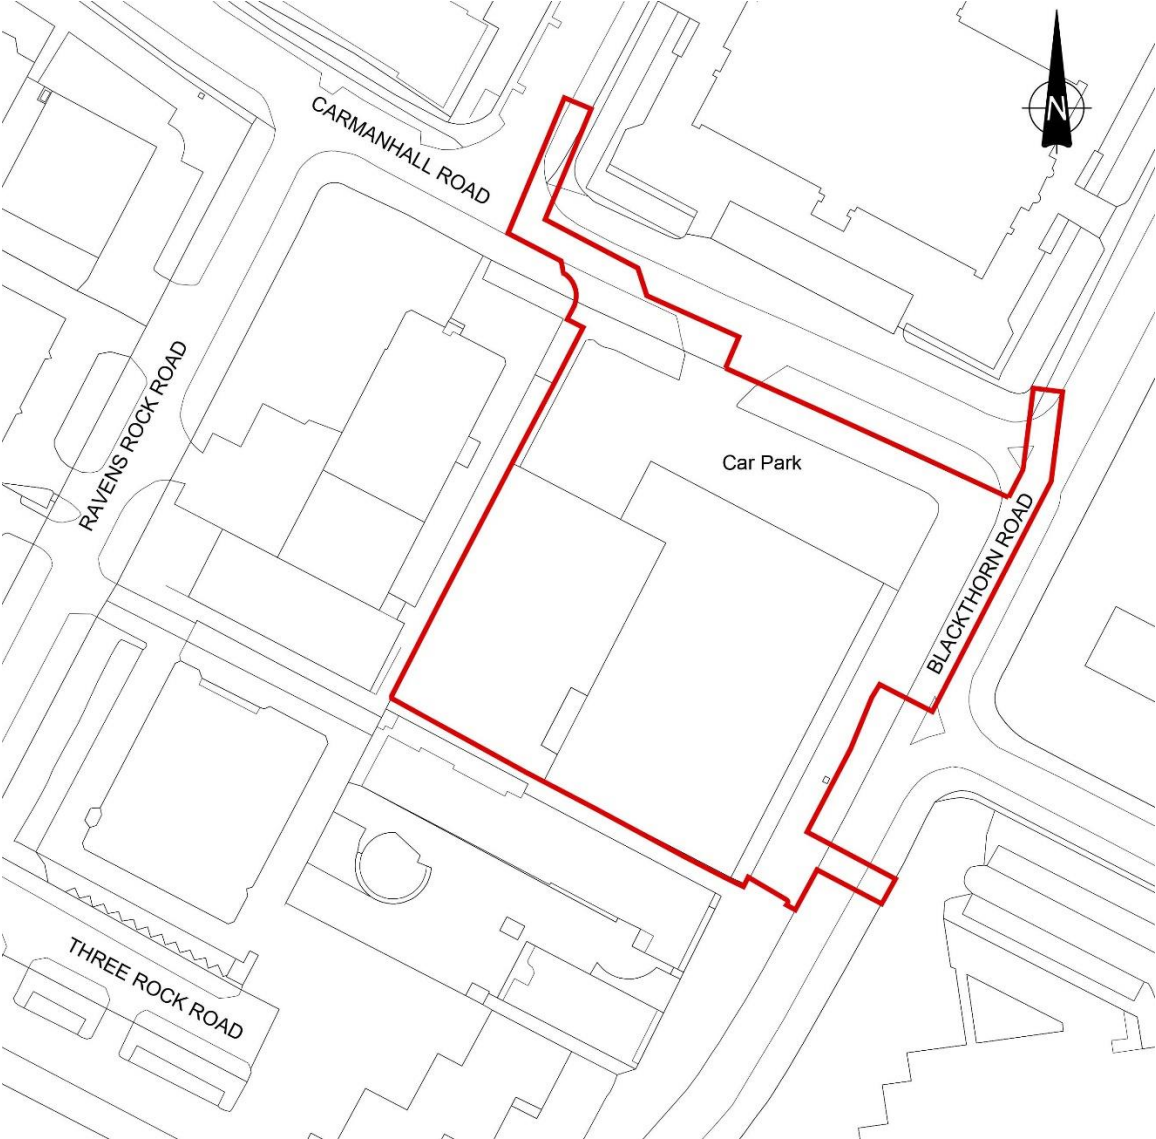 CARMANHALL ROAD
N
RAVENS ROCK ROAD
Car Park
BLACKTHORN ROAD
THREE ROCK ROAD